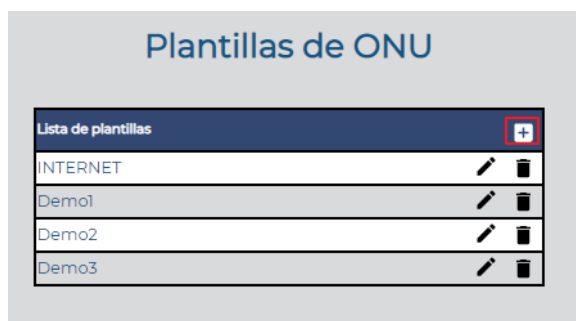 Plantillas de ONU
Lista de plantillas
INTERNET
Demo1
Demo2
Demo3